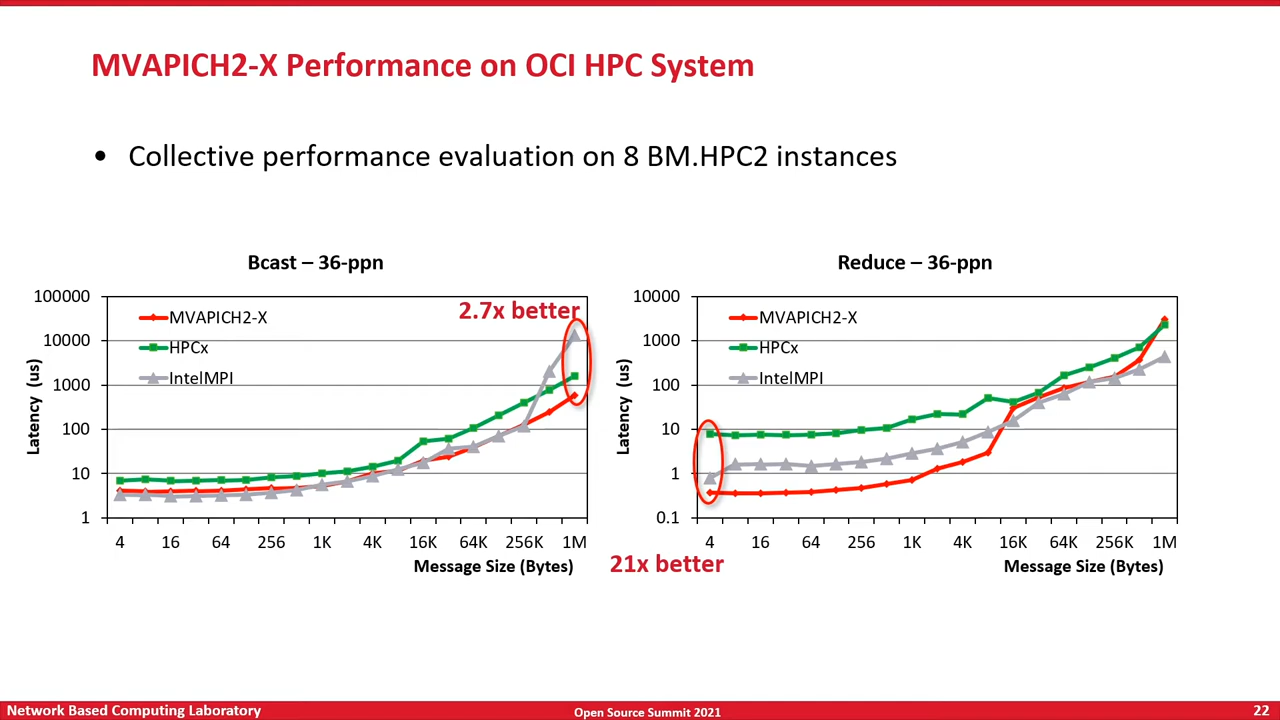 MVAPICH2-X Performance on OCI HPC System
• Collective performance evaluation on 8 BM.HPC2 instances
Bcast – 36-ppn
2.7x better
MVAPICH2-X
HPCx
IntelMPI
Latency (us)
100000
10000
1000
100
10
1
4 16 64 256 1K 4K 16K 64K 256K 1M
Message Size (Bytes)
Reduce – 36-ppn
MVAPICH2-X
HPCx
IntelMPI
Latency (us)
10000
1000
100
10
1
0.1
4 16 64 256 1K 4K 16K 64K 256K 1M
21x better
Message Size (Bytes)
Network Based Computing Laboratory
Open Source Summit 2021
22